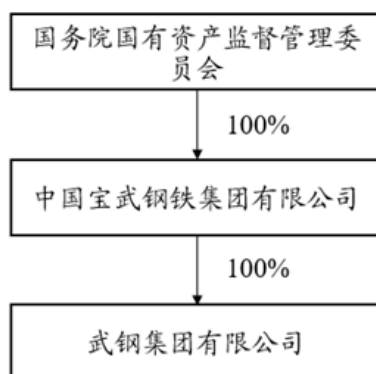 国务院国有资产监督管理委
员会
100%
中国宝武钢铁集团有限公司
100%
武钢集团有限公司